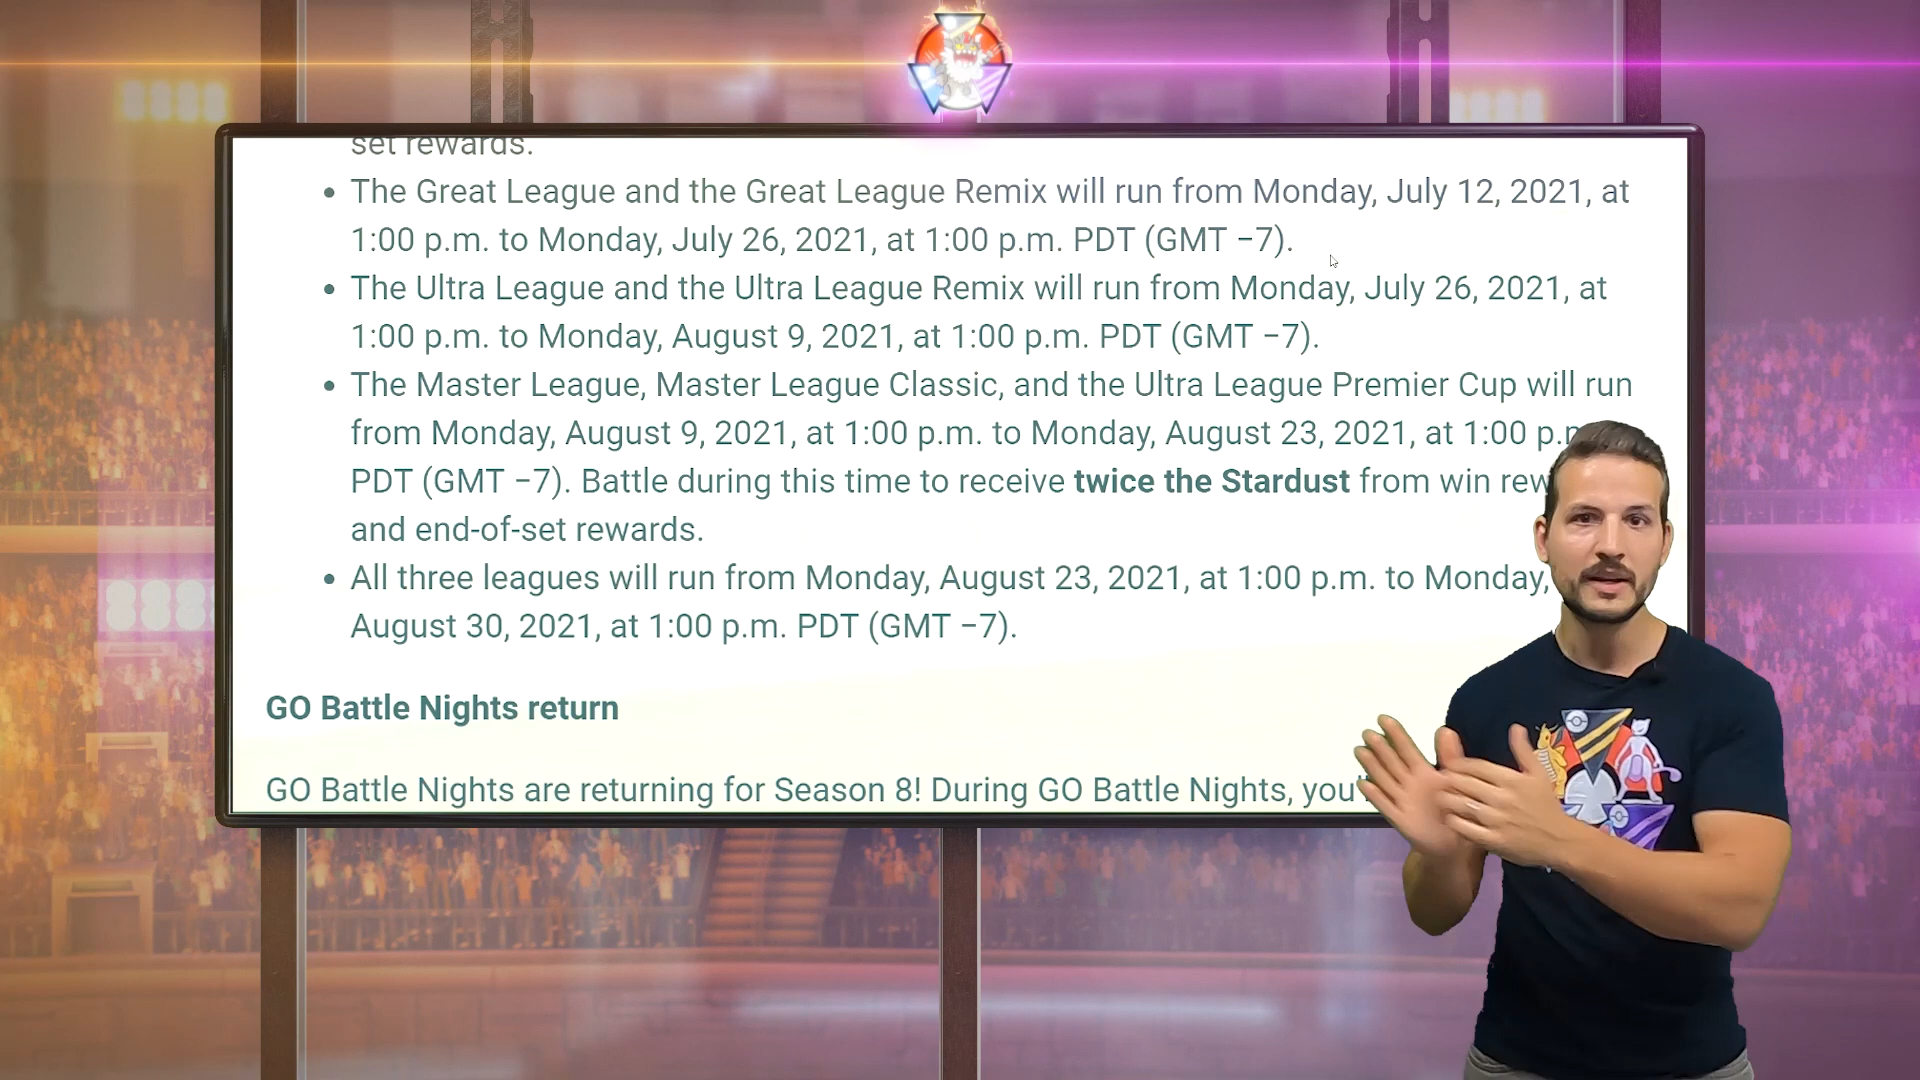 set rewards.
• The Great League and the Great League Remix will run from Monday, July 12, 2021, at
1:00 p.m. to Monday, July 26, 2021, at 1:00 p.m. PDT (GMT −7).
• The Ultra League and the Ultra League Remix will run from Monday, July 26, 2021, at
1:00 p.m. to Monday, August 9, 2021, at 1:00 p.m. PDT (GMT −7).
• The Master League, Master League Classic, and the Ultra League Premier Cup will run
from Monday, August 9, 2021, at 1:00 p.m. to Monday, August 23, 2021, at 1:00 p.
PDT (GMT −7). Battle during this time to receive twice the Stardust from win rew
and end-of-set rewards.
• All three leagues will run from Monday, August 23, 2021, at 1:00 p.m. to Monday,
August 30, 2021, at 1:00 p.m. PDT (GMT −7).
GO Battle Nights return
GO Battle Nights are returning for Season 8! During GO Battle Nights, you'